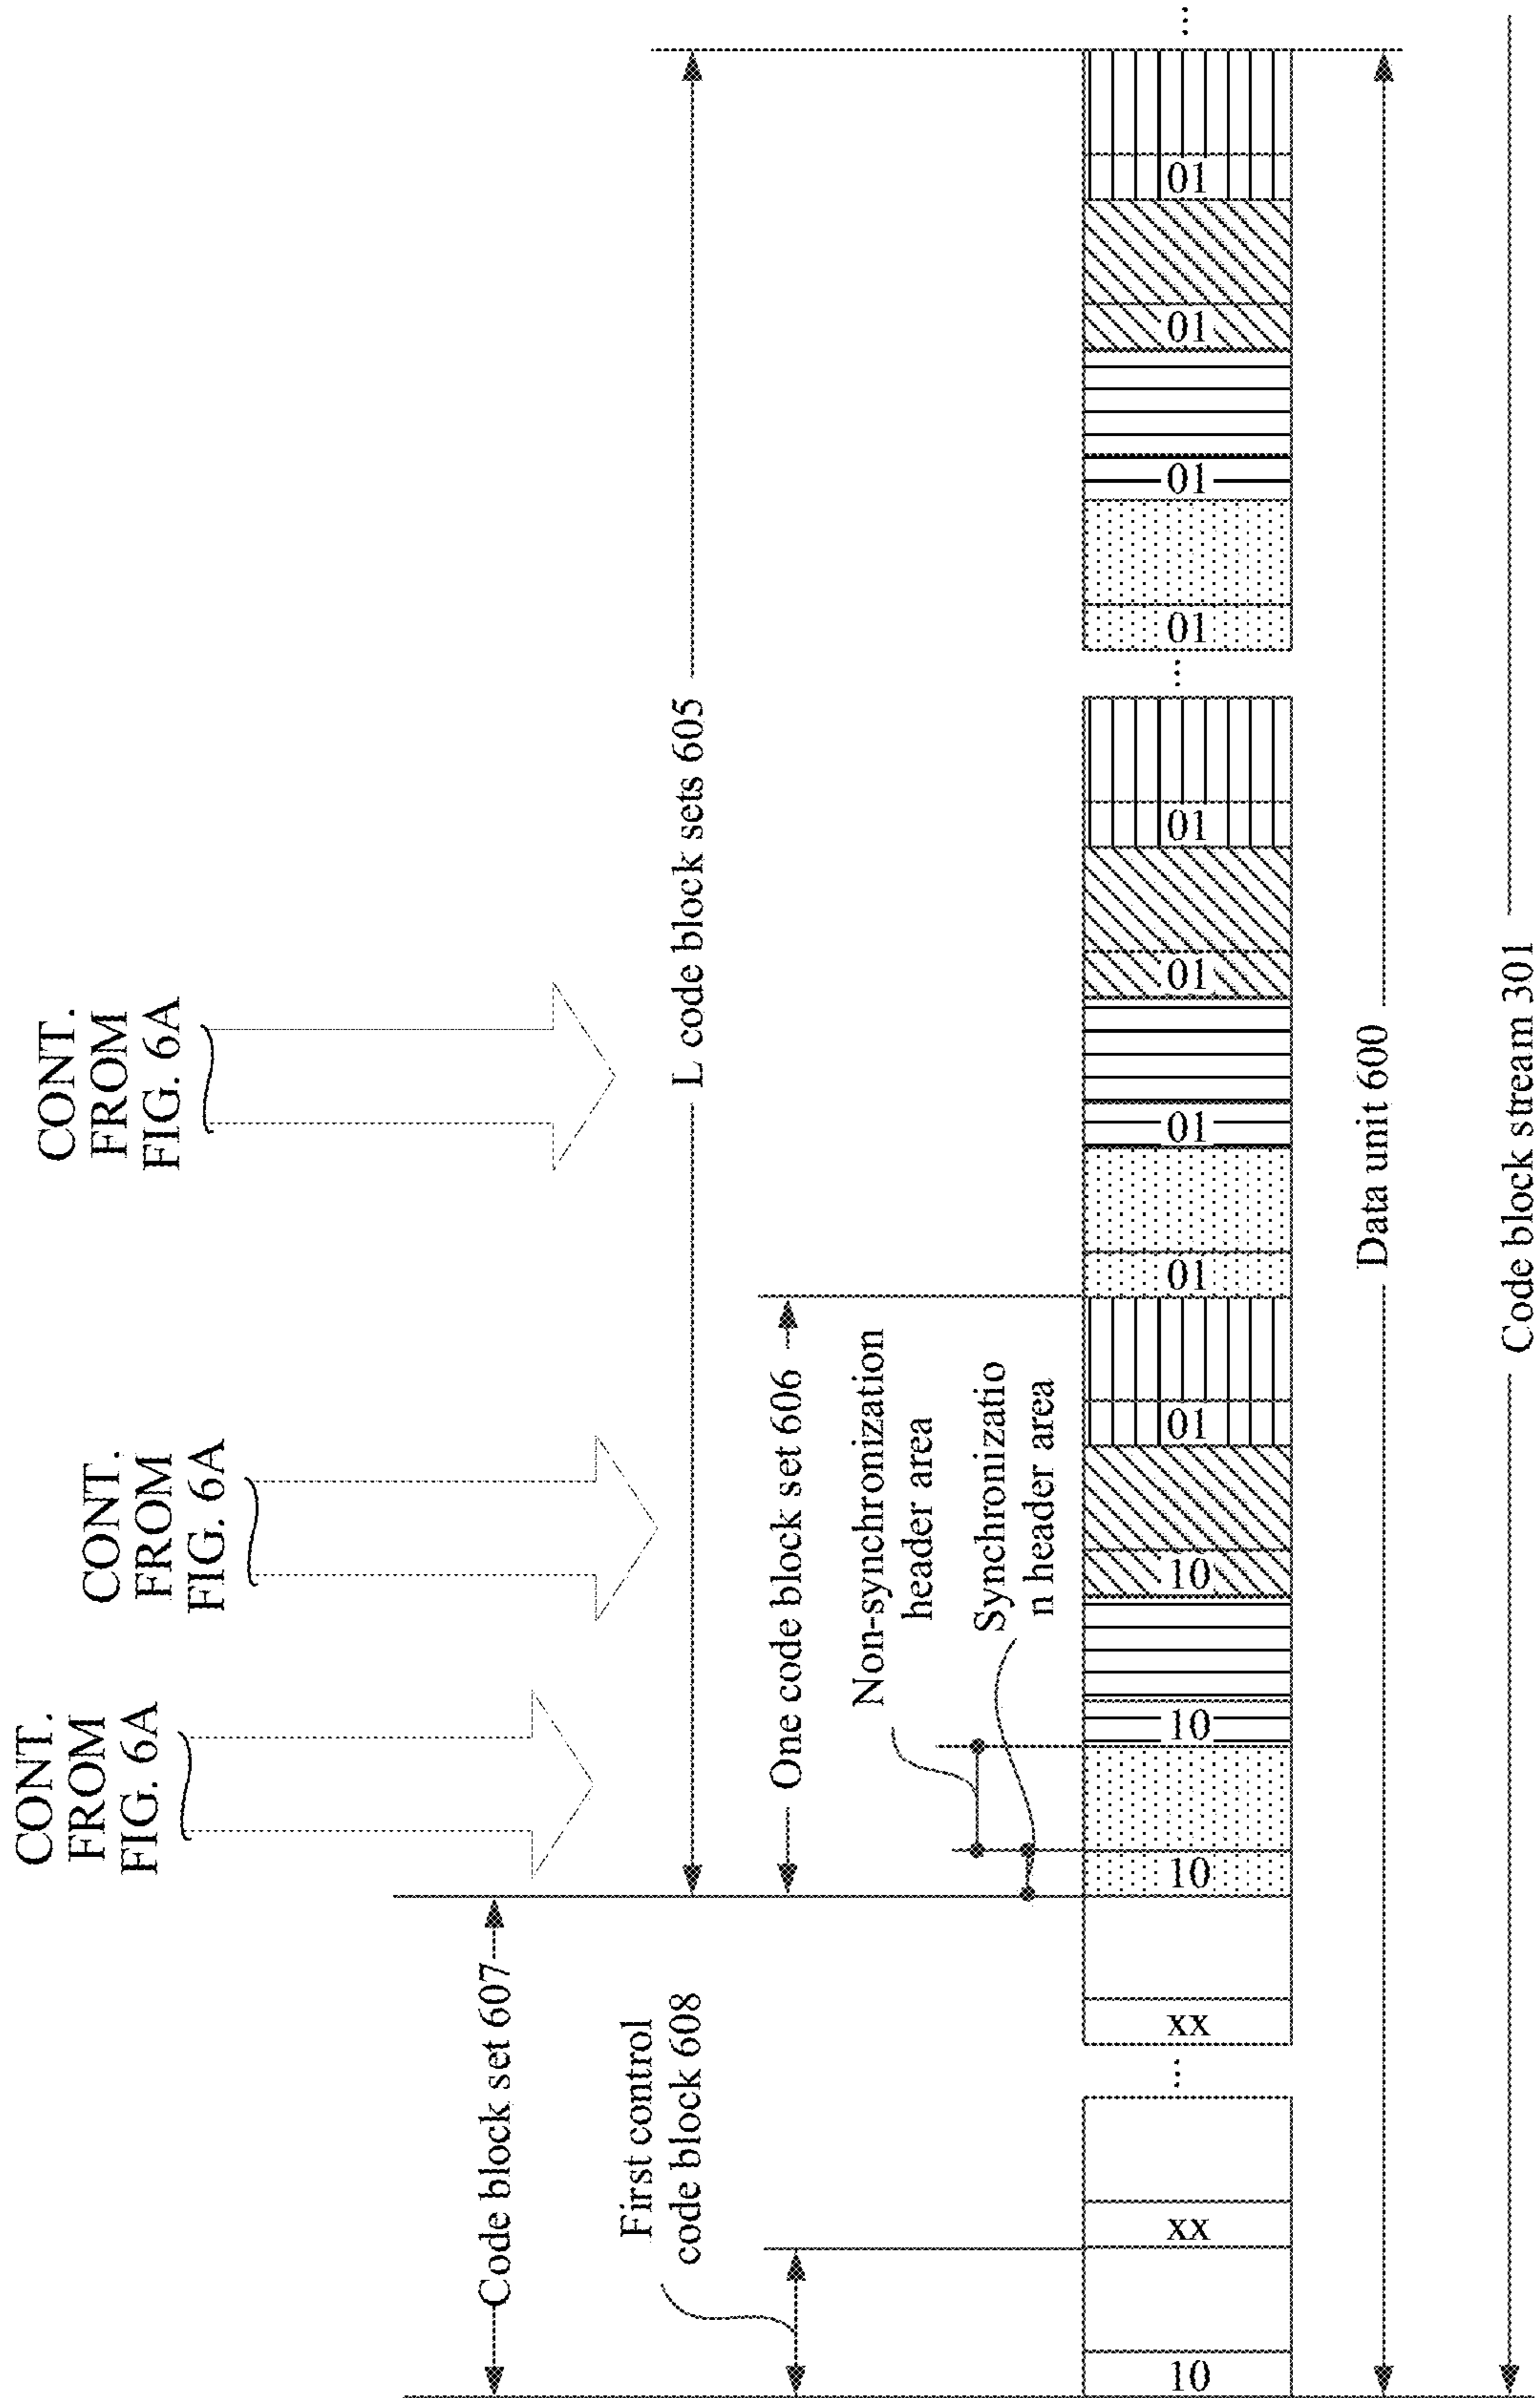 CONT.
FROM
FIG. 6A
CONT.
FROM
FIG. 6A
CONT.
FROM
FIG. 6A
Code block set 607
L code block sets 605
First control
code block 608
One code block set 606
Non-synchronization
header area
Synchronizatio
n header area
10 xx ... xx 10 10 10 01 01 01 01 01 ... 01 01 01 01 ...
Data unit 600
Code block stream 301